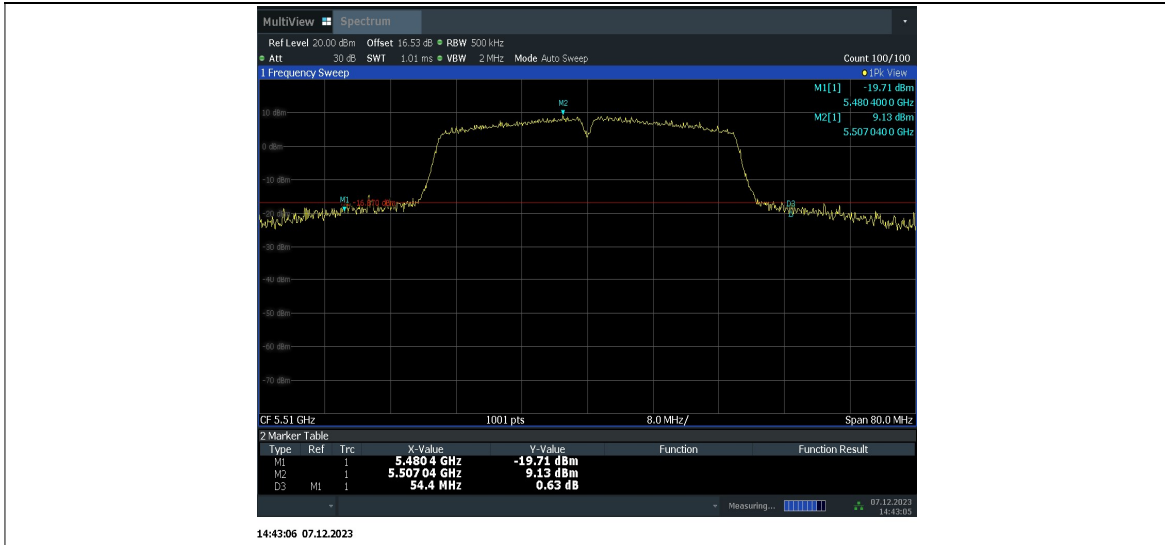 MultiView Spectrum
Ref Level 20.00 dBm Offset 16.53 dB RBW 500 kHz
Att 30 dB SWT 1.01 ms VBW 2 MHz Mode Auto Sweep Count 100/100
1 Frequency Sweep 1Pk View
M1[1] -19.71 dBm
5.480 400 0 GHz
M2[1] 9.13 dBm
5.507 040 0 GHz
M2
10 dBm
0 dBm
-10 dBm
M1
D3
-20 dBm
-30 dBm
-40 dBm
-50 dBm
-60 dBm
-70 dBm
CF 5.51 GHz 1001 pts 8.0 MHz/ Span 80.0 MHz
2 Marker Table
Type Ref Trc X-Value Y-Value Function Function Result
M1 1 5.480 4 GHz -19.71 dBm
M2 1 5.507 04 GHz 9.13 dBm
D3 M1 1 54.4 MHz 0.63 dB
Measuring... 07.12.2023
14:43:05
14:43:06 07.12.2023